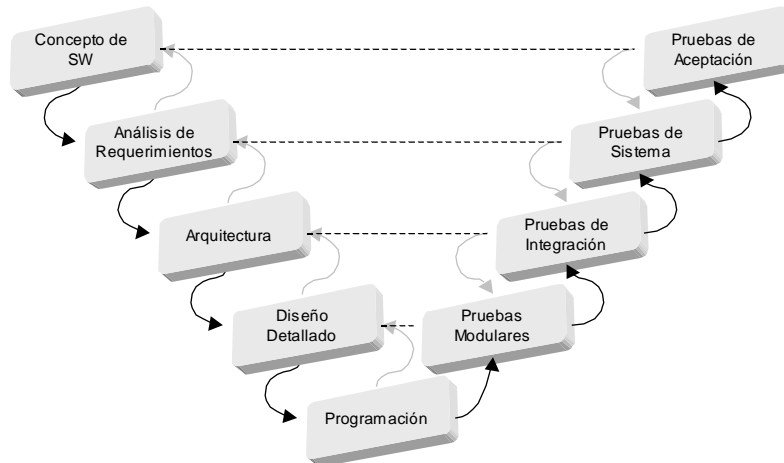 Concepto de
SW
Pruebas de
Aceptación
Análisis de
Requerimientos
Pruebas de
Sistema
Arquitectura
Pruebas de
Integración
Diseño
Detallado
Pruebas
Modulares
Programación